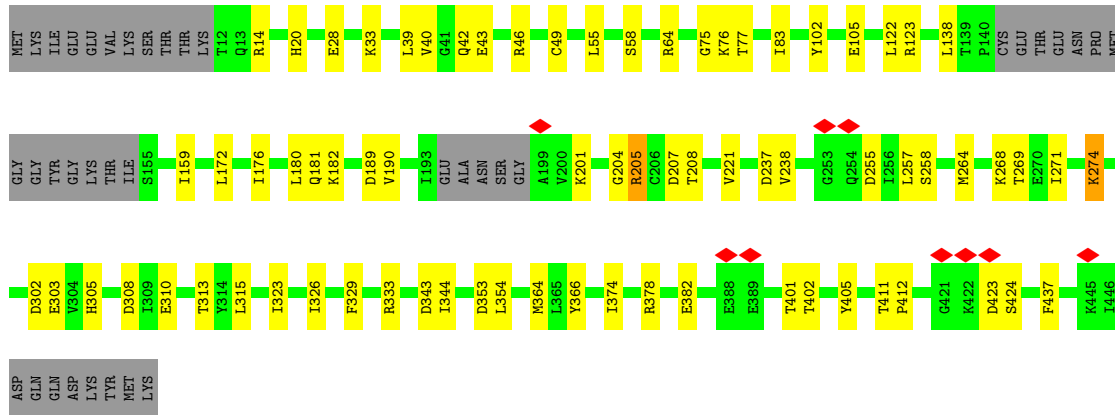 MET LYS ILE GLU GLU VAL LYS SER THR THR LYS T12 Q13 R14 H20 E28 K33 L39 V40 G41 Q42 E43 R46 C49 L55 S58 R64 G75 K76 T77 I83 Y102 E105 L122 R123 L138 T139 P140 CYS GLU THR GLU ASN PRO MET
GLY GLY TYR GLY LYS THR ILE S155 I159 L172 I176 L180 Q181 K182 D189 V190 I193 GLU ALA ASN SER GLY A199 V200 K201 G204 R205 C206 D207 T208 V221 D237 V238 G253 Q254 D255 I256 L257 S258 M264 K268 T269 E270 I271 K274
D302 E303 V304 H305 D308 I309 E310 T313 Y314 L315 I323 I326 F329 R333 D343 I344 D353 L354 M364 L365 Y366 I374 R378 E382 E388 E389 T401 T402 Y405 T411 P412 G421 K422 D423 S424 F437 K445 I446
ASP GLN GLN ASP LYS TYR MET LYS